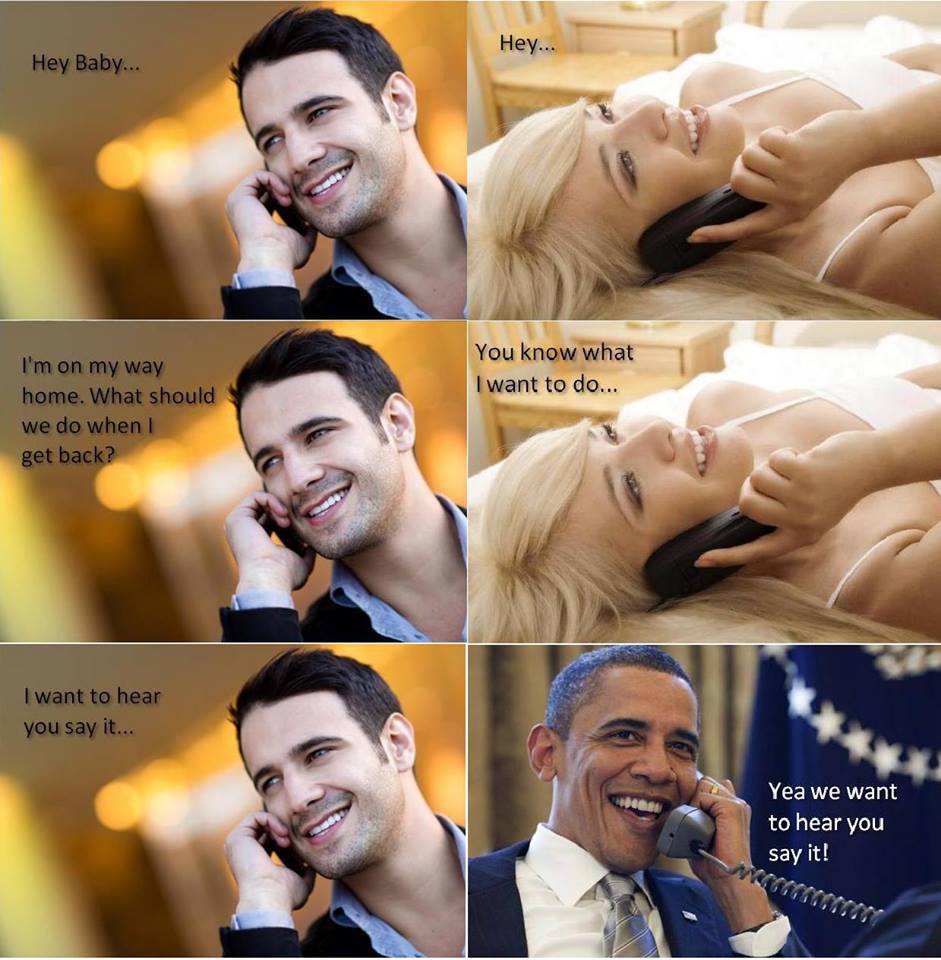 Hey Baby...
Hey...
I'm on my way
home. What should
we do when I
get back?
You know what
I want to do...
I want to hear
you say it...
Yea we want
to hear you
say it!